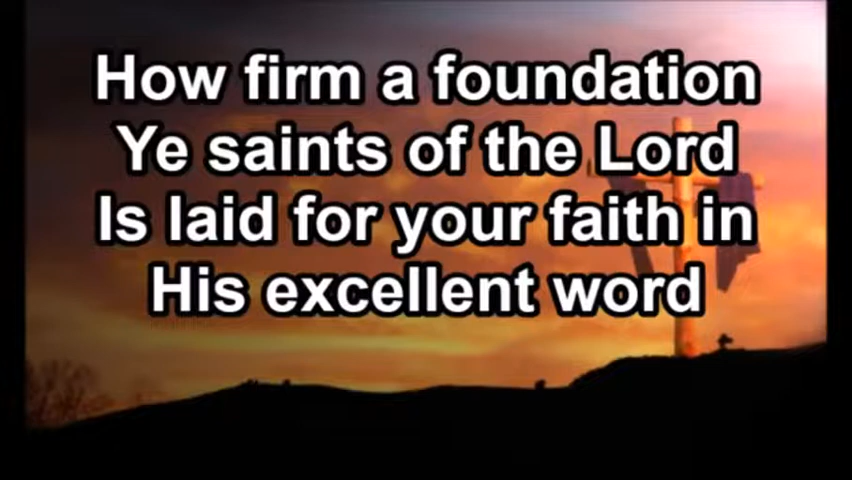 How firm a foundation
Ye saints of the Lord
Is laid for your faith in
His excellent word